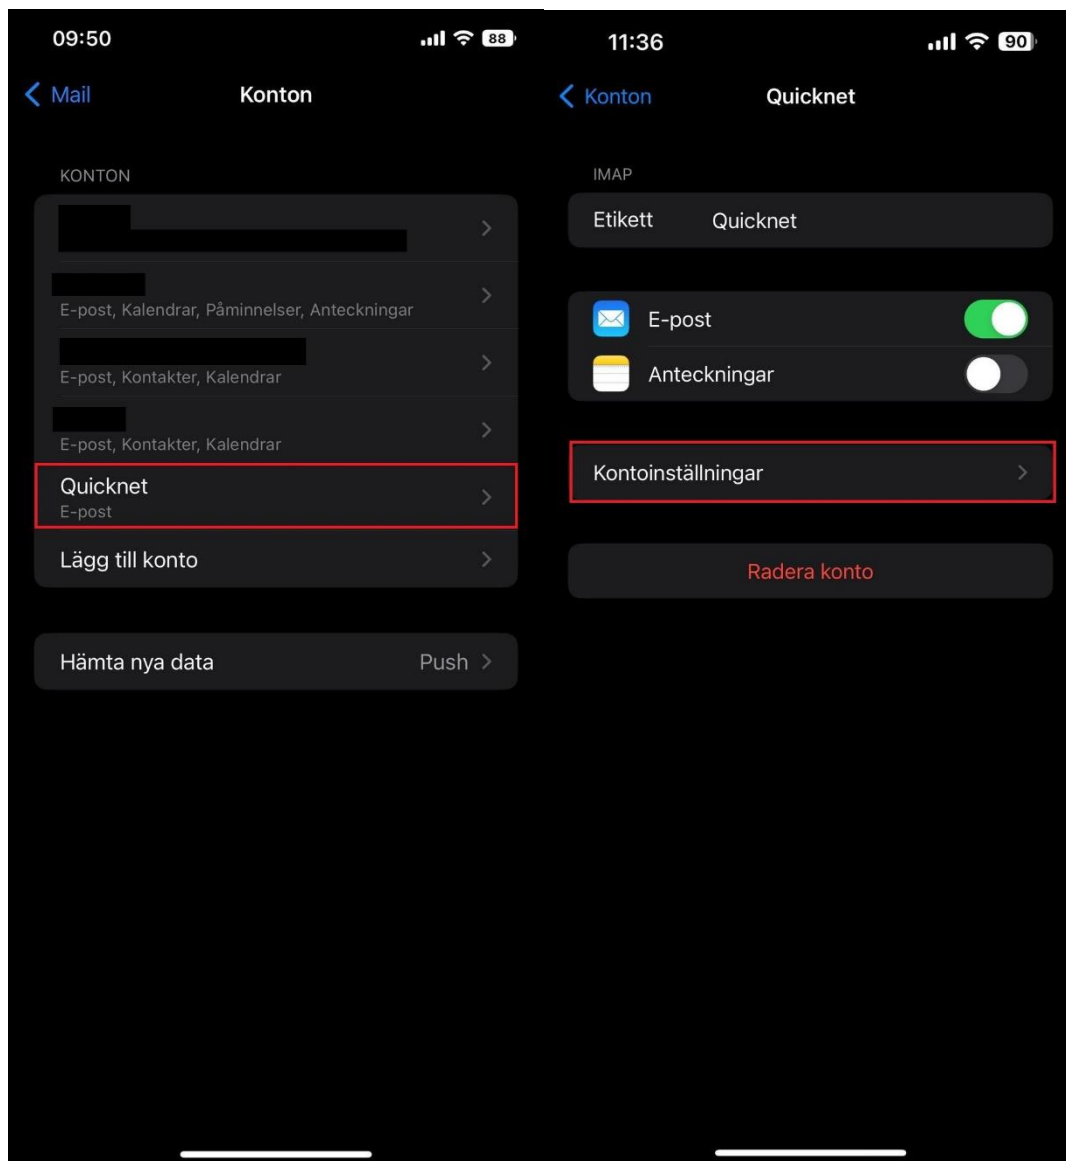 09:50
88
Mail
Konton
KONTON
E-post, Kalendrar, Påminnelser, Anteckningar
E-post, Kontakter, Kalendrar
E-post, Kontakter, Kalendrar
Quicknet
E-post
Lägg till konto
Hämta nya data Push
11:36
90
Konton
Quicknet
IMAP
Etikett Quicknet
E-post
Anteckningar
Kontoinställningar
Radera konto